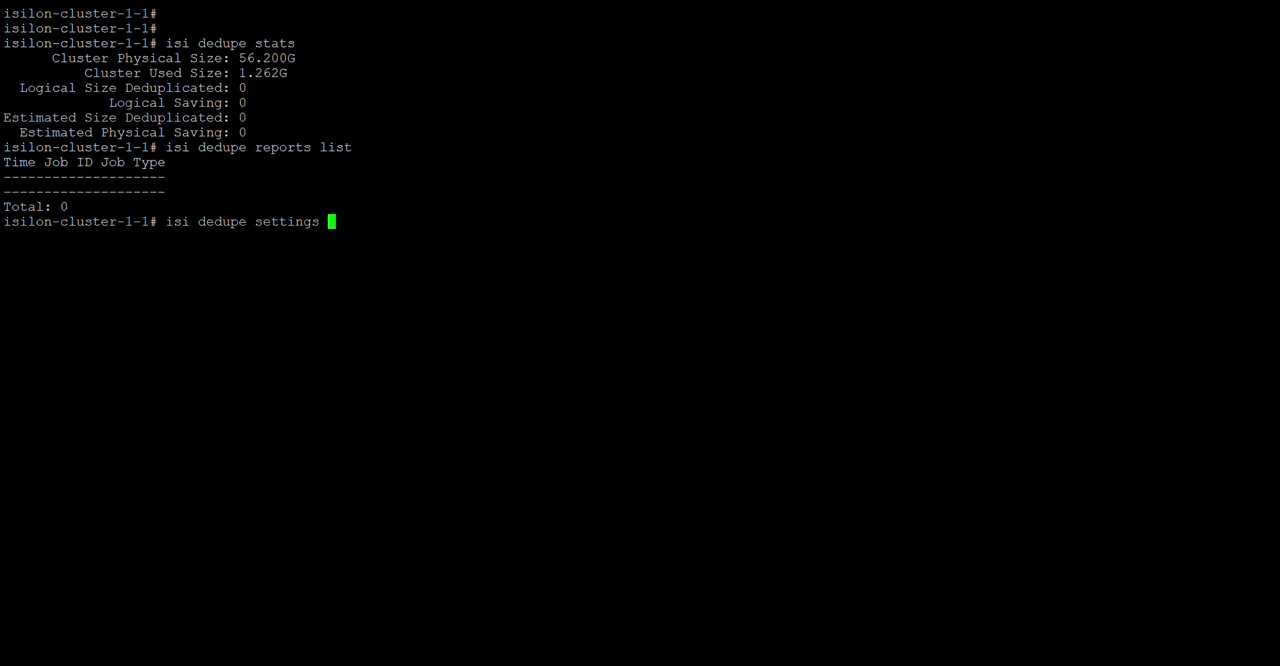 isilon-cluster-1-1#
isilon-cluster-1-1#
isilon-cluster-1-1# isi dedupe stats
Cluster Physical Size: 56.200G
Cluster Used Size: 1.262G
Logical Size Deduplicated: 0
Logical Saving: 0
Estimated Size Deduplicated: 0
Estimated Physical Saving: 0
isilon-cluster-1-1# isi dedupe reports list
Time Job ID Job Type
--------------------
--------------------
Total: 0
isilon-cluster-1-1# isi dedupe settings